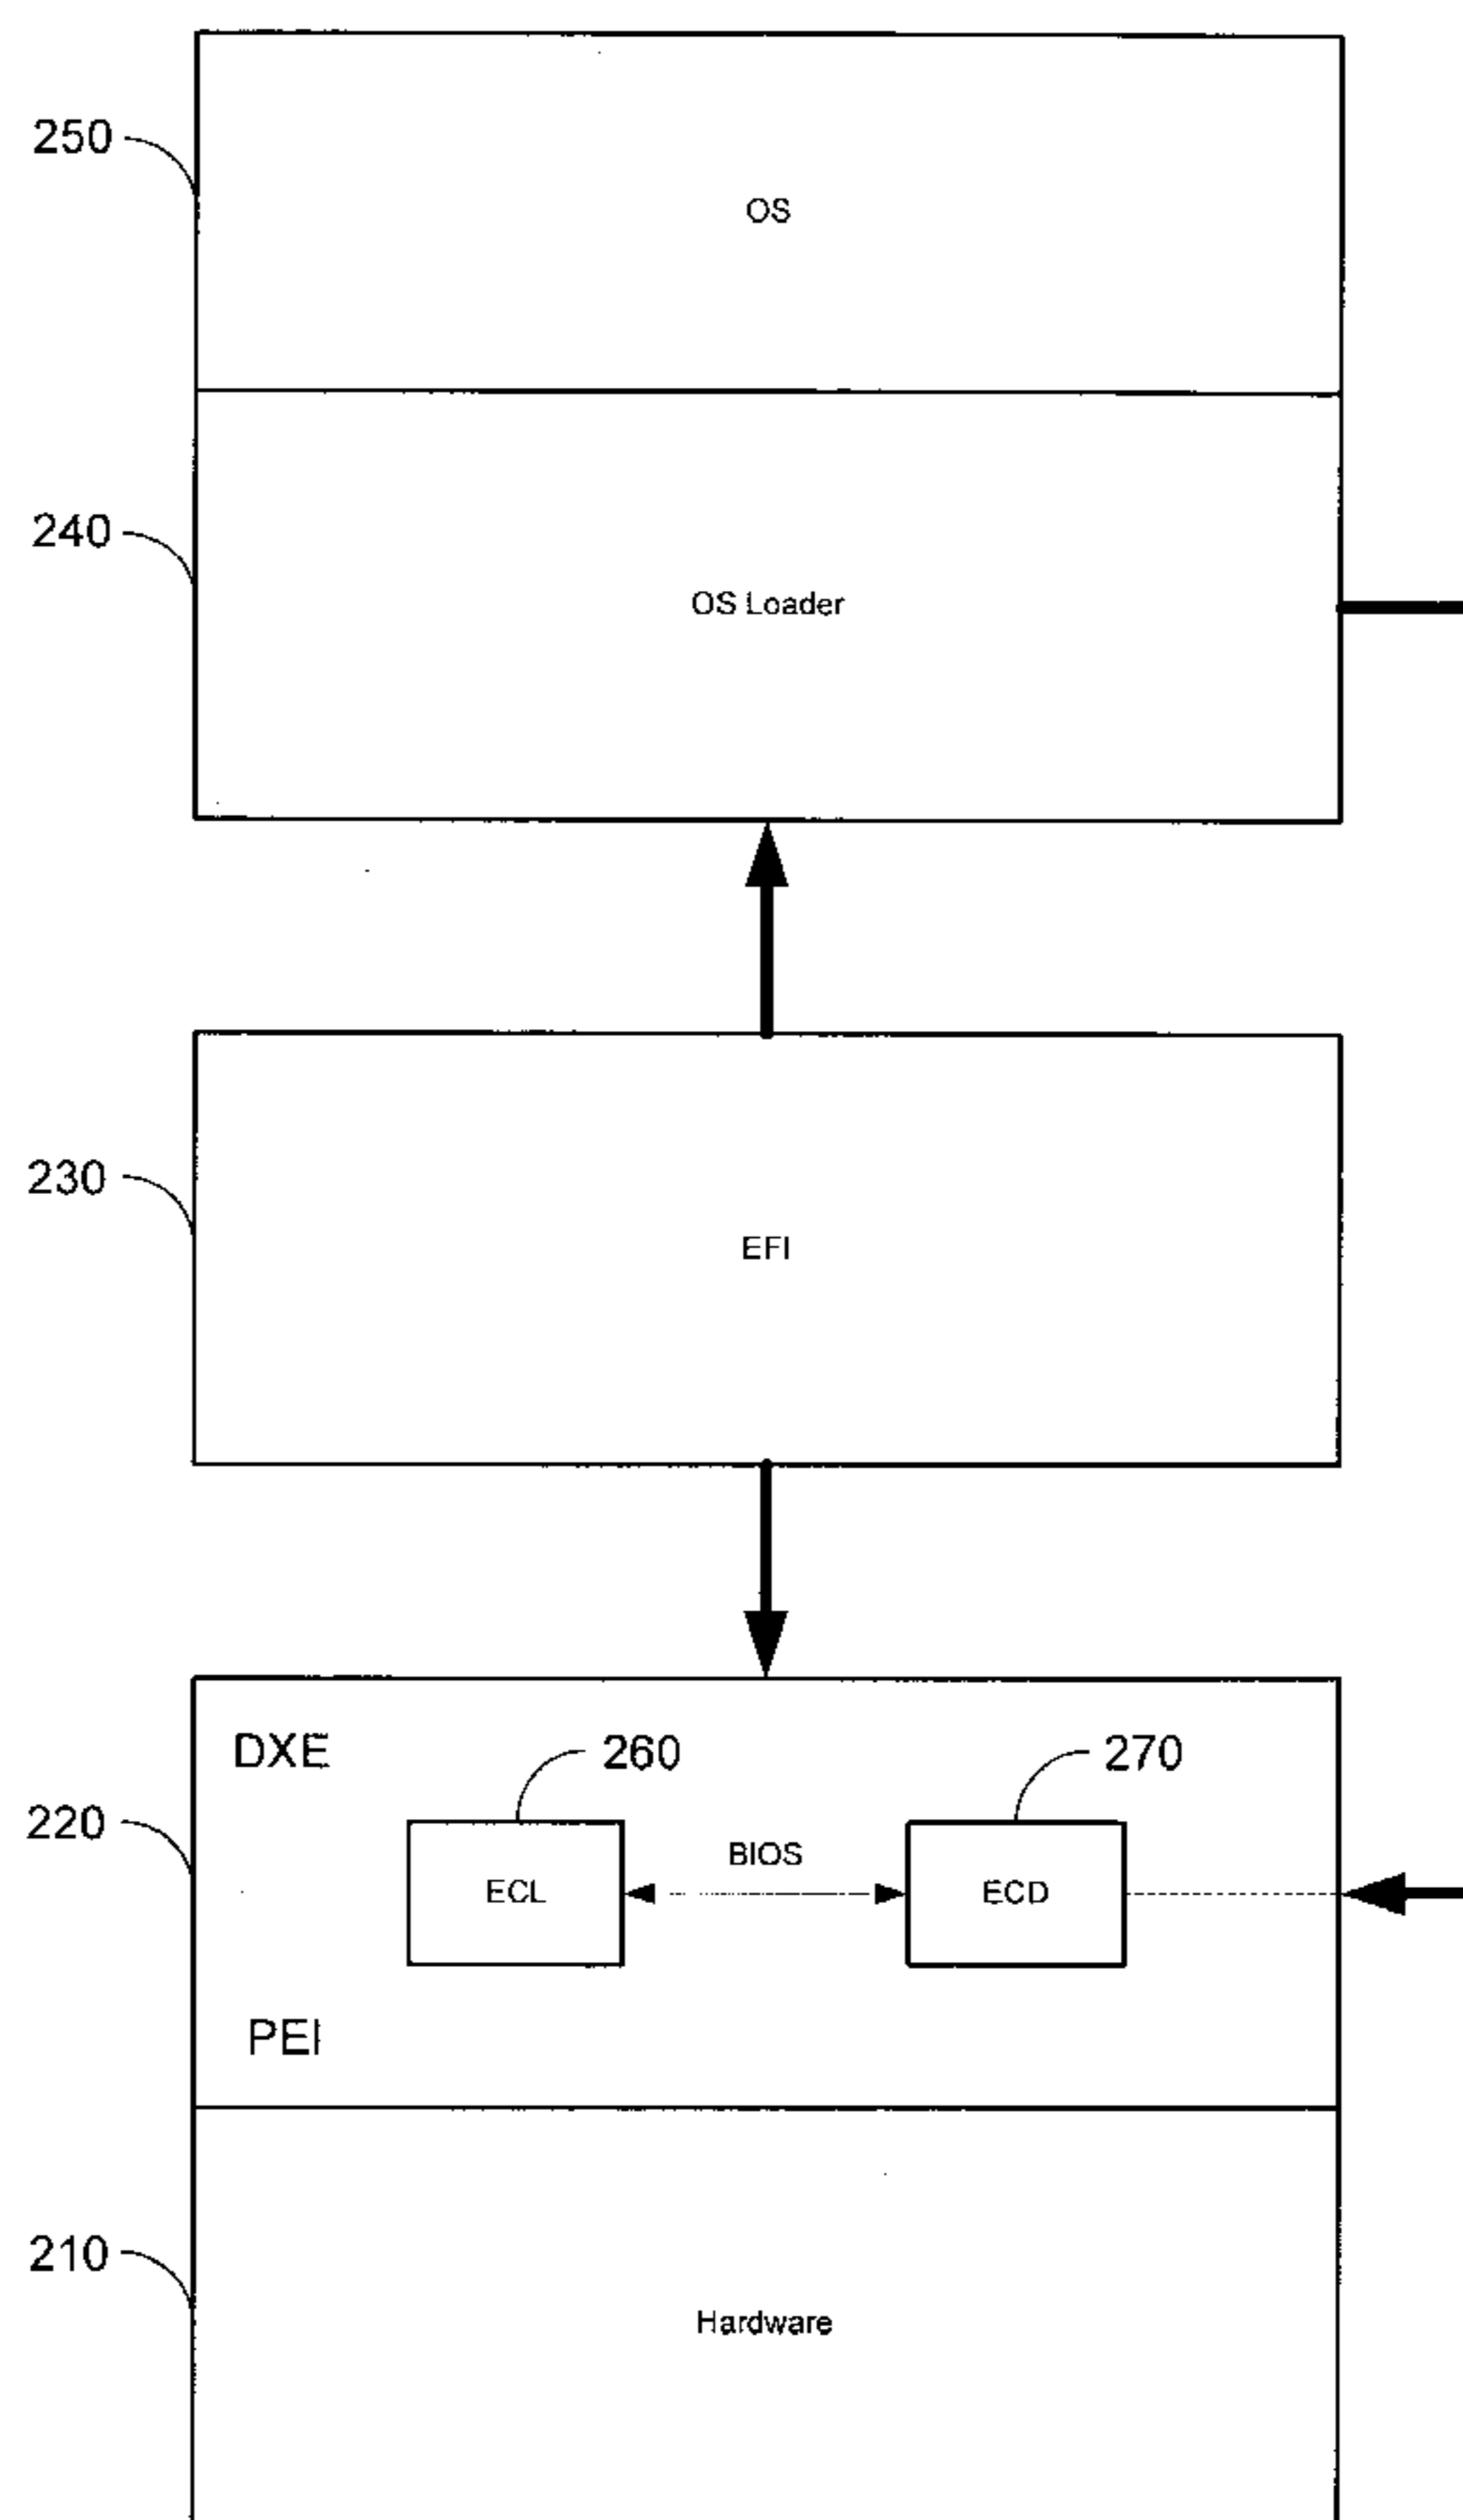 250
OS
240
OS Loader
230
EFI
DXE
260
270
220
BIOS
ECL
ECD
PEI
210
Hardware